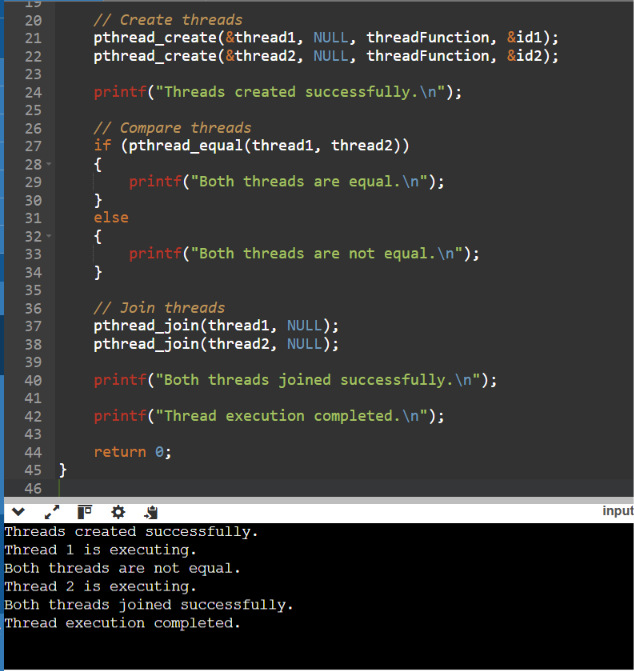 19
20 // Create threads
21 pthread_create(&thread1, NULL, threadFunction, &id1);
22 pthread_create(&thread2, NULL, threadFunction, &id2);
23
24 printf("Threads created successfully.\n");
25
26 // Compare threads
27 if (pthread_equal(thread1, thread2))
28 {
29 printf("Both threads are equal.\n");
30 }
31 else
32 {
33 printf("Both threads are not equal.\n");
34 }
35
36 // Join threads
37 pthread_join(thread1, NULL);
38 pthread_join(thread2, NULL);
39
40 printf("Both threads joined successfully.\n");
41
42 printf("Thread execution completed.\n");
43
44 return 0;
45 }
46
input
Threads created successfully.
Thread 1 is executing.
Both threads are not equal.
Thread 2 is executing.
Both threads joined successfully.
Thread execution completed.